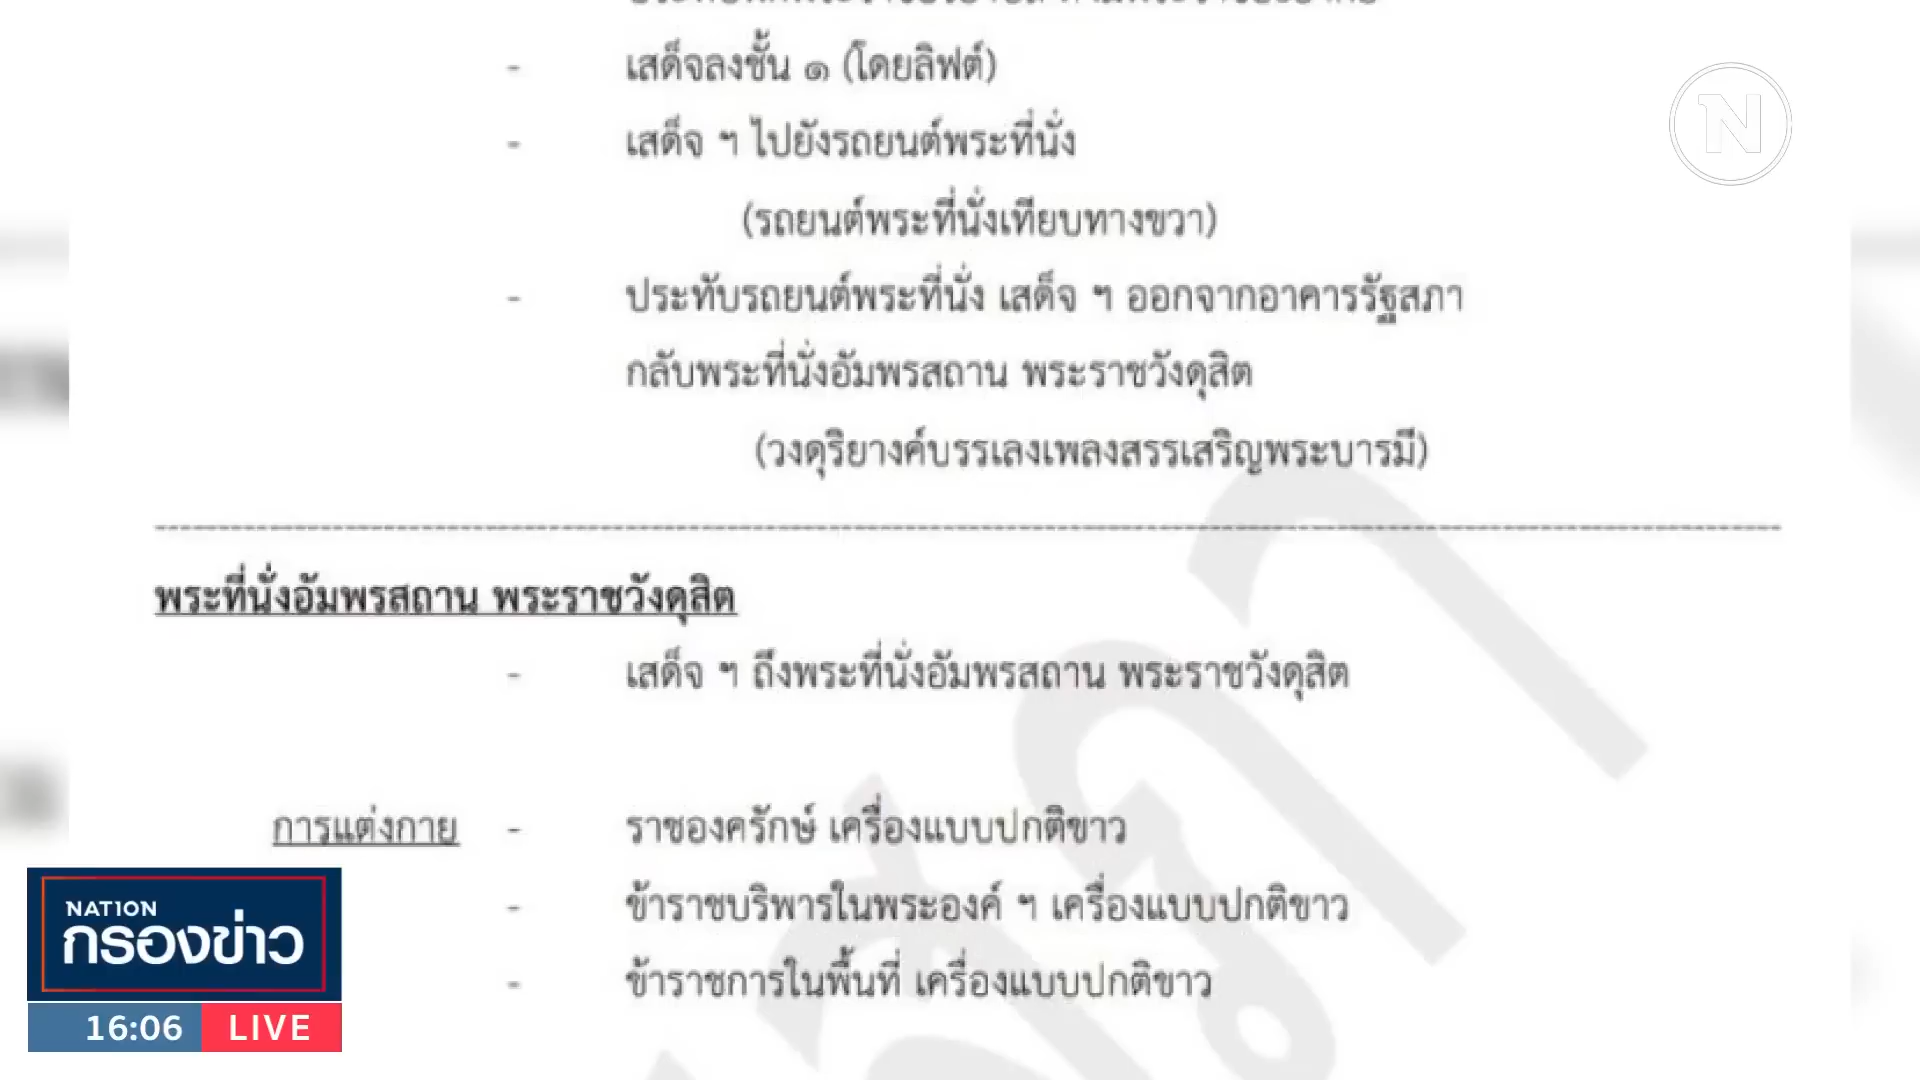 - เสด็จลงชั้น ๑ (โดยลิฟต์)
- เสด็จ ฯ ไปยังรถยนต์พระที่นั่ง
(รถยนต์พระที่นั่งเทียบทางขวา)
- ประทับรถยนต์พระที่นั่ง เสด็จ ฯ ออกจากอาคารรัฐสภา
กลับพระที่นั่งอัมพรสถาน พระราชวังดุสิต
(วงดุริยางค์บรรเลงเพลงสรรเสริญพระบารมี)
พระที่นั่งอัมพรสถาน พระราชวังดุสิต
- เสด็จ ฯ ถึงพระที่นั่งอัมพรสถาน พระราชวังดุสิต
การแต่งกาย - ราชองครักษ์ เครื่องแบบปกติขาว
- ข้าราชบริพารในพระองค์ ฯ เครื่องแบบปกติขาว
- ข้าราชการในพื้นที่ เครื่องแบบปกติขาว
N
NATION
กรองข่าว
16:06 LIVE